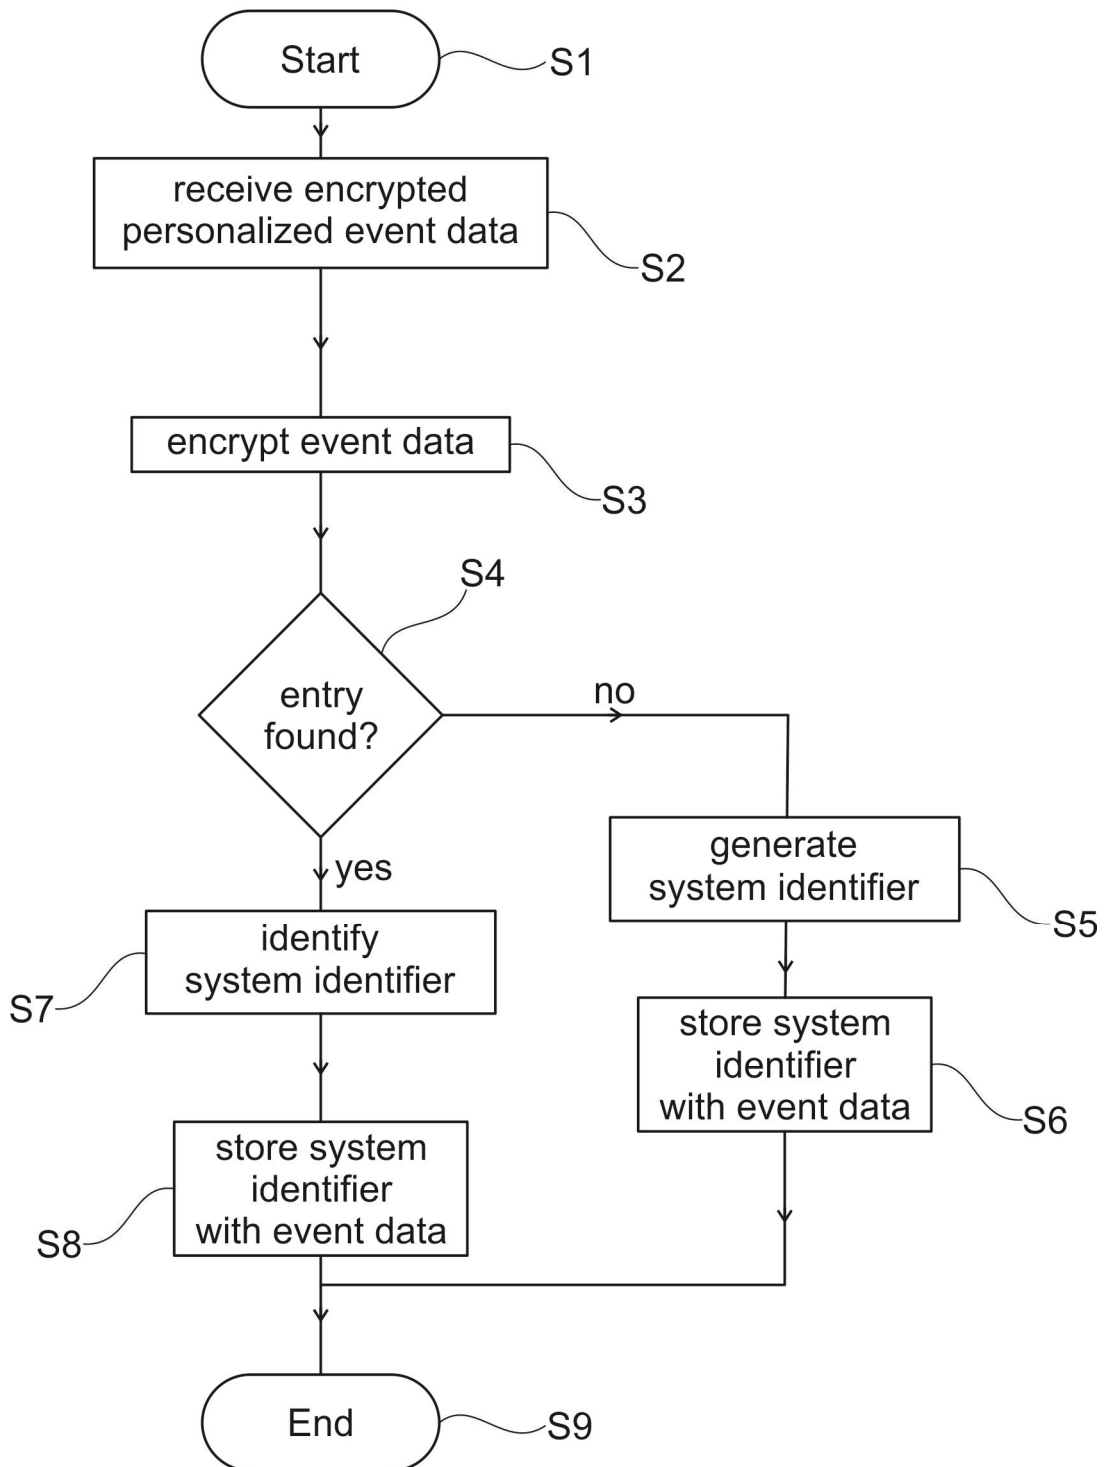 Start
S1
receive encrypted
personalized event data
S2
encrypt event data
S3
S4
entry
found?
no
yes
generate
system identifier
S5
identify
system identifier
S7
store system
identifier
with event data
S6
store system
identifier
with event data
S8
End
S9